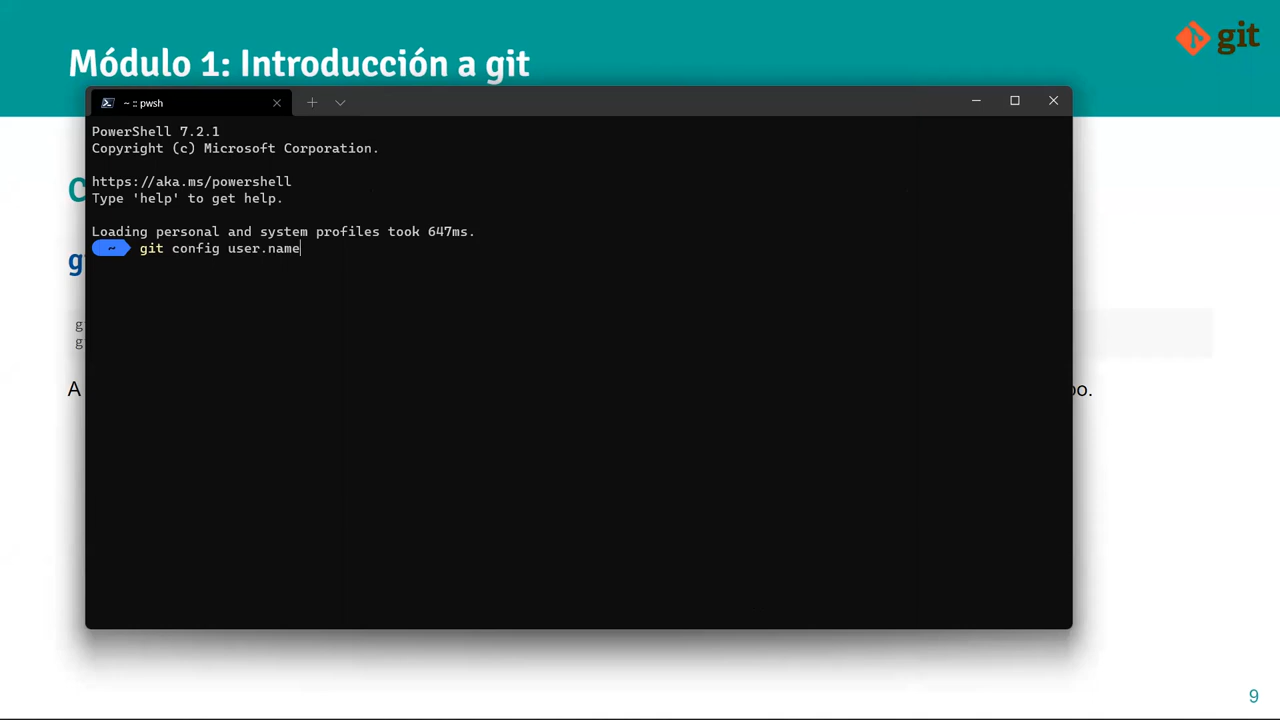 Módulo 1: Introducción a git
git
~ :: pwsh
PowerShell 7.2.1
Copyright (c) Microsoft Corporation.
https://aka.ms/powershell
Type 'help' to get help.
Loading personal and system profiles took 647ms.
~ git config user.name
9